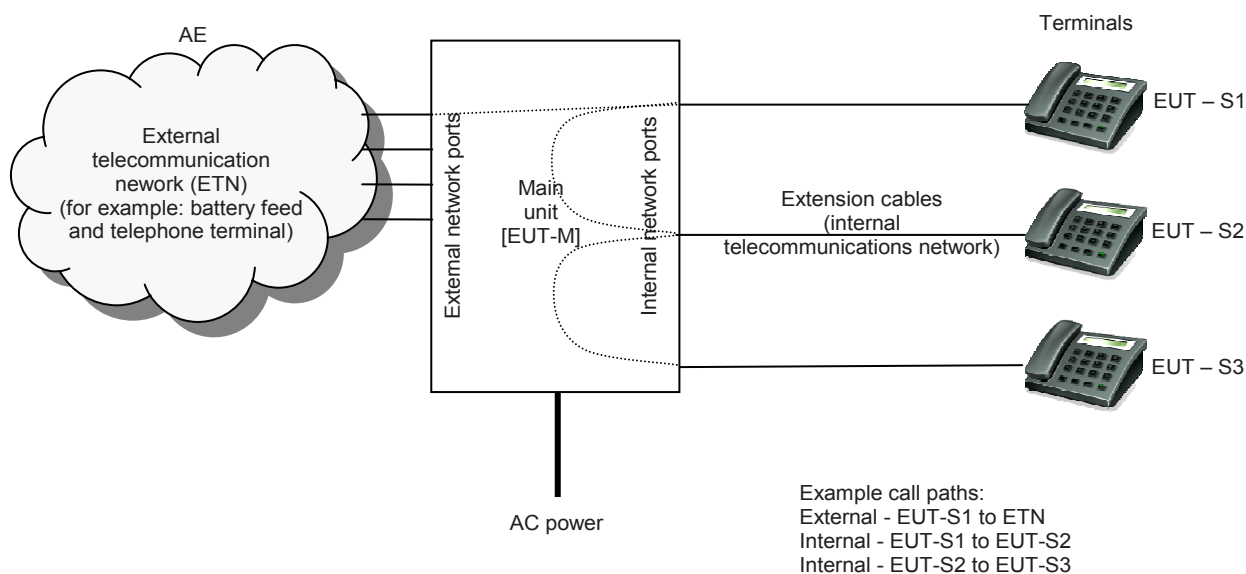 AE
External
telecommunication
nework (ETN)
(for example: battery feed
and telephone terminal)
External network ports
Main
unit
[EUT-M]
Internal network ports
Extension cables
(internal
telecommunications network)
Terminals
EUT – S1
EUT – S2
EUT – S3
AC power
Example call paths:
External - EUT-S1 to ETN
Internal - EUT-S1 to EUT-S2
Internal - EUT-S2 to EUT-S3